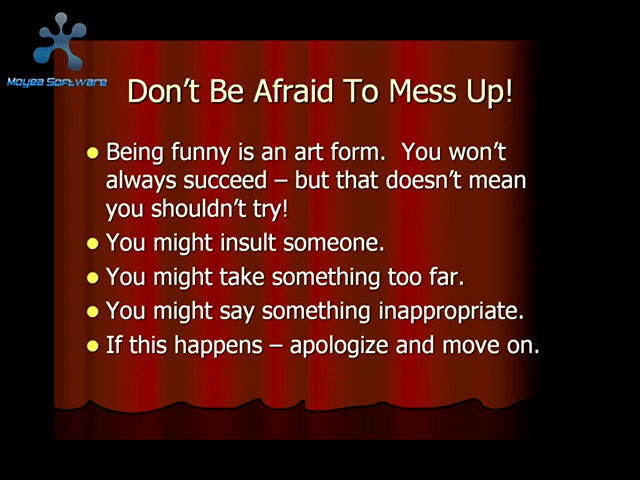 Moyea Software
Don't Be Afraid To Mess Up!
Being funny is an art form.  You won't
always succeed – but that doesn't mean
you shouldn't try!
You might insult someone.
You might take something too far.
You might say something inappropriate.
If this happens – apologize and move on.